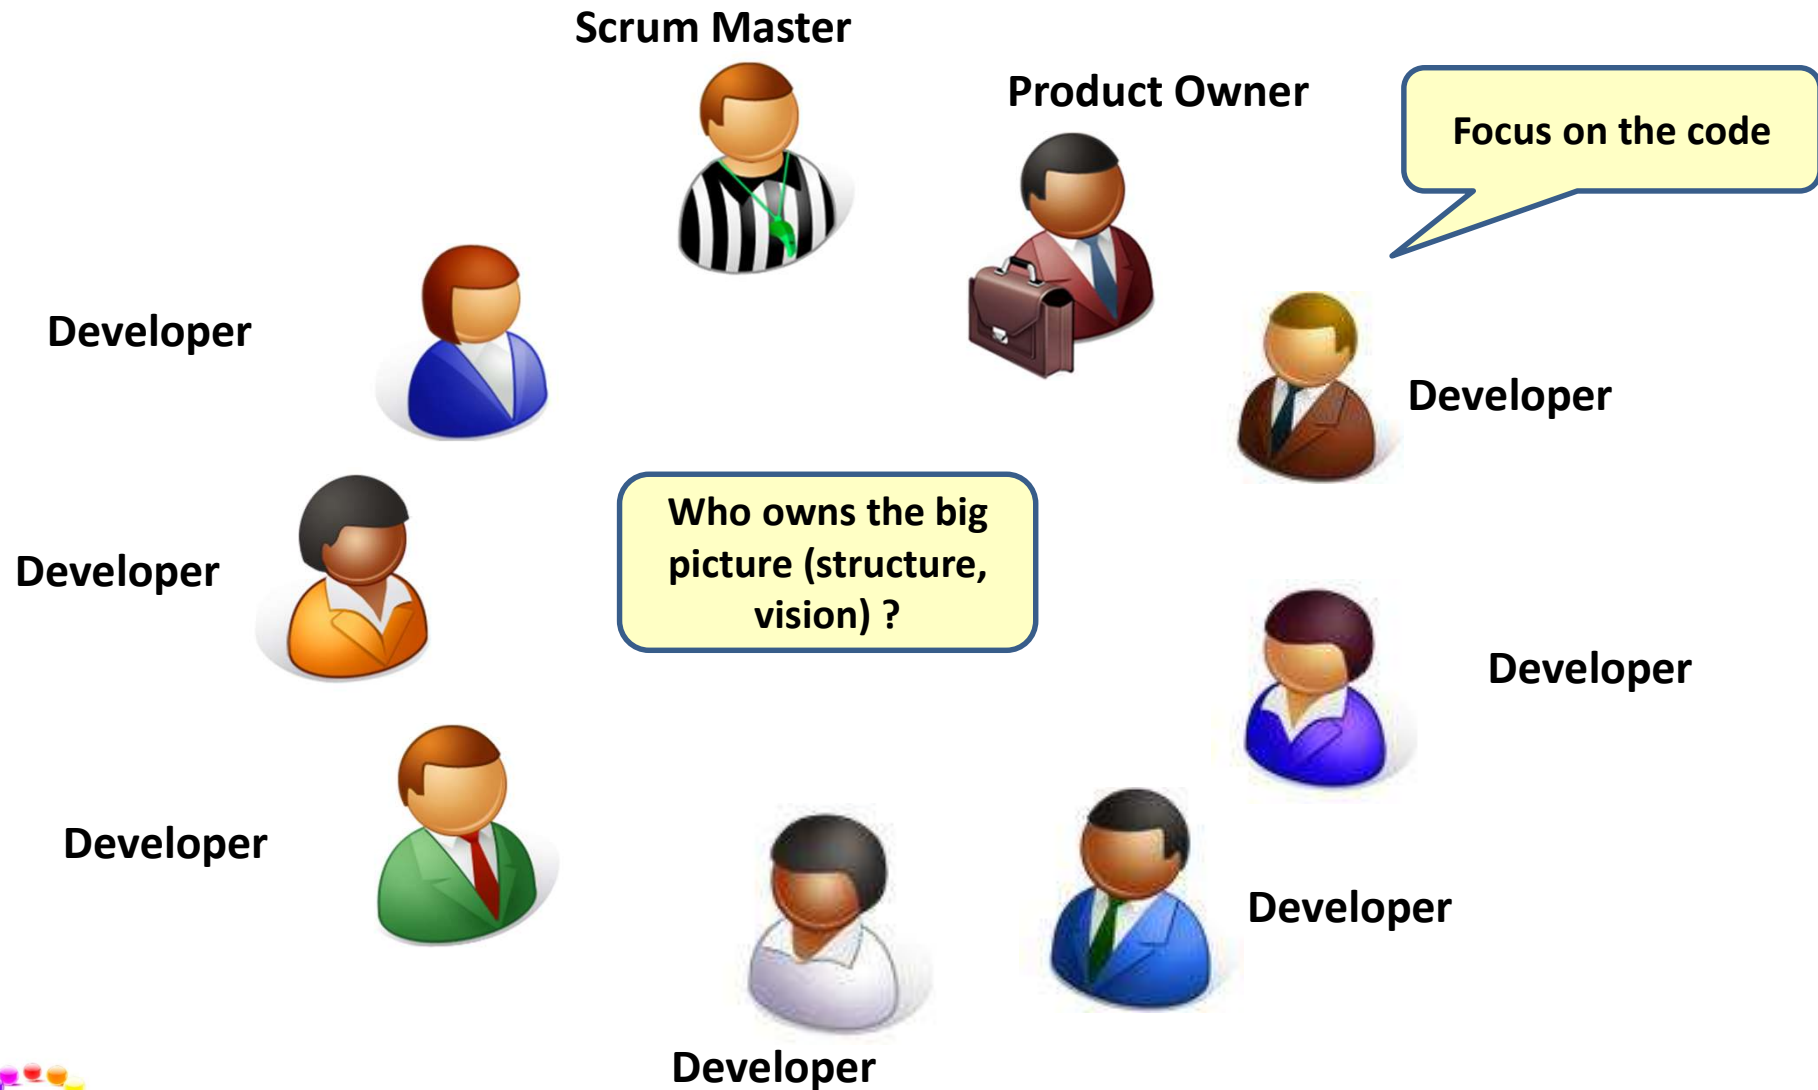 Scrum Master
Product Owner
Focus on the code
Developer
Developer
Who owns the big
picture (structure,
vision) ?
Developer
Developer
Developer
Developer
Developer